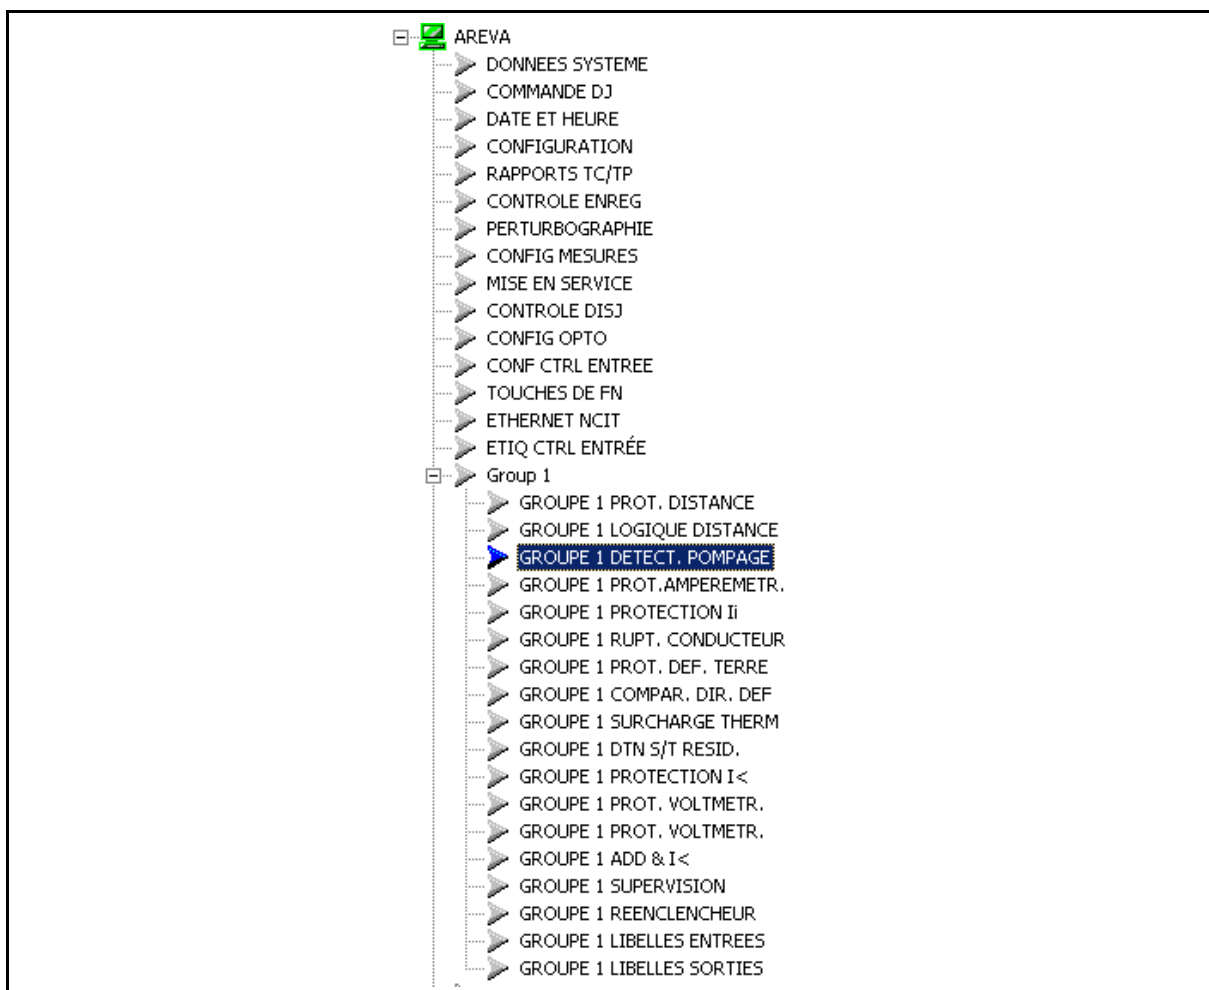 AREVA
DONNEES SYSTEME
COMMANDE DJ
DATE ET HEURE
CONFIGURATION
RAPPORTS TC/TP
CONTROLE ENREG
PERTURBOGRAPHIE
CONFIG MESURES
MISE EN SERVICE
CONTROLE DISJ
CONFIG OPTO
CONF CTRL ENTREE
TOUCHES DE FN
ETHERNET NCIT
ETIQ CTRL ENTRÉE
Group 1
GROUPE 1 PROT. DISTANCE
GROUPE 1 LOGIQUE DISTANCE
GROUPE 1 DETECT. POMPAGE
GROUPE 1 PROT.AMPEREMETR.
GROUPE 1 PROTECTION Ii
GROUPE 1 RUPT. CONDUCTEUR
GROUPE 1 PROT. DEF. TERRE
GROUPE 1 COMPAR. DIR. DEF
GROUPE 1 SURCHARGE THERM
GROUPE 1 DTN S/T RESID.
GROUPE 1 PROTECTION I<
GROUPE 1 PROT. VOLTMETR.
GROUPE 1 PROT. VOLTMETR.
GROUPE 1 ADD & I<
GROUPE 1 SUPERVISION
GROUPE 1 REENCLENCHEUR
GROUPE 1 LIBELLES ENTREES
GROUPE 1 LIBELLES SORTIES